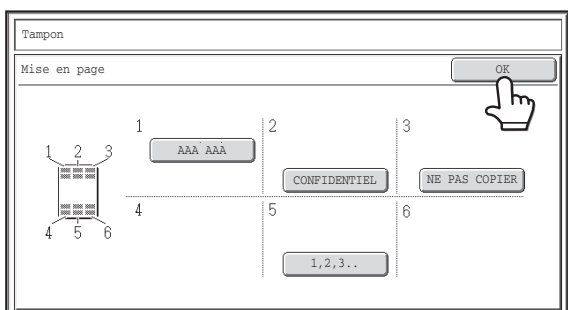 Tampon
Mise en page OK
1 2 3
AAA AAA
1 2 3
CONFIDENTIEL NE PAS COPIER
4 5 6
4 5 6
1,2,3..